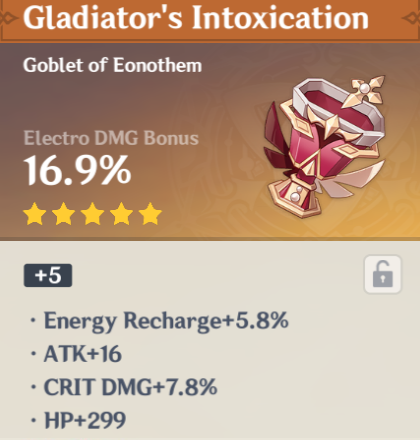 Gladiator's Intoxication
Goblet of Eonothem
Electro DMG Bonus
16.9%
+5
· Energy Recharge+5.8%
· ATK+16
· CRIT DMG+7.8%
· HP+299